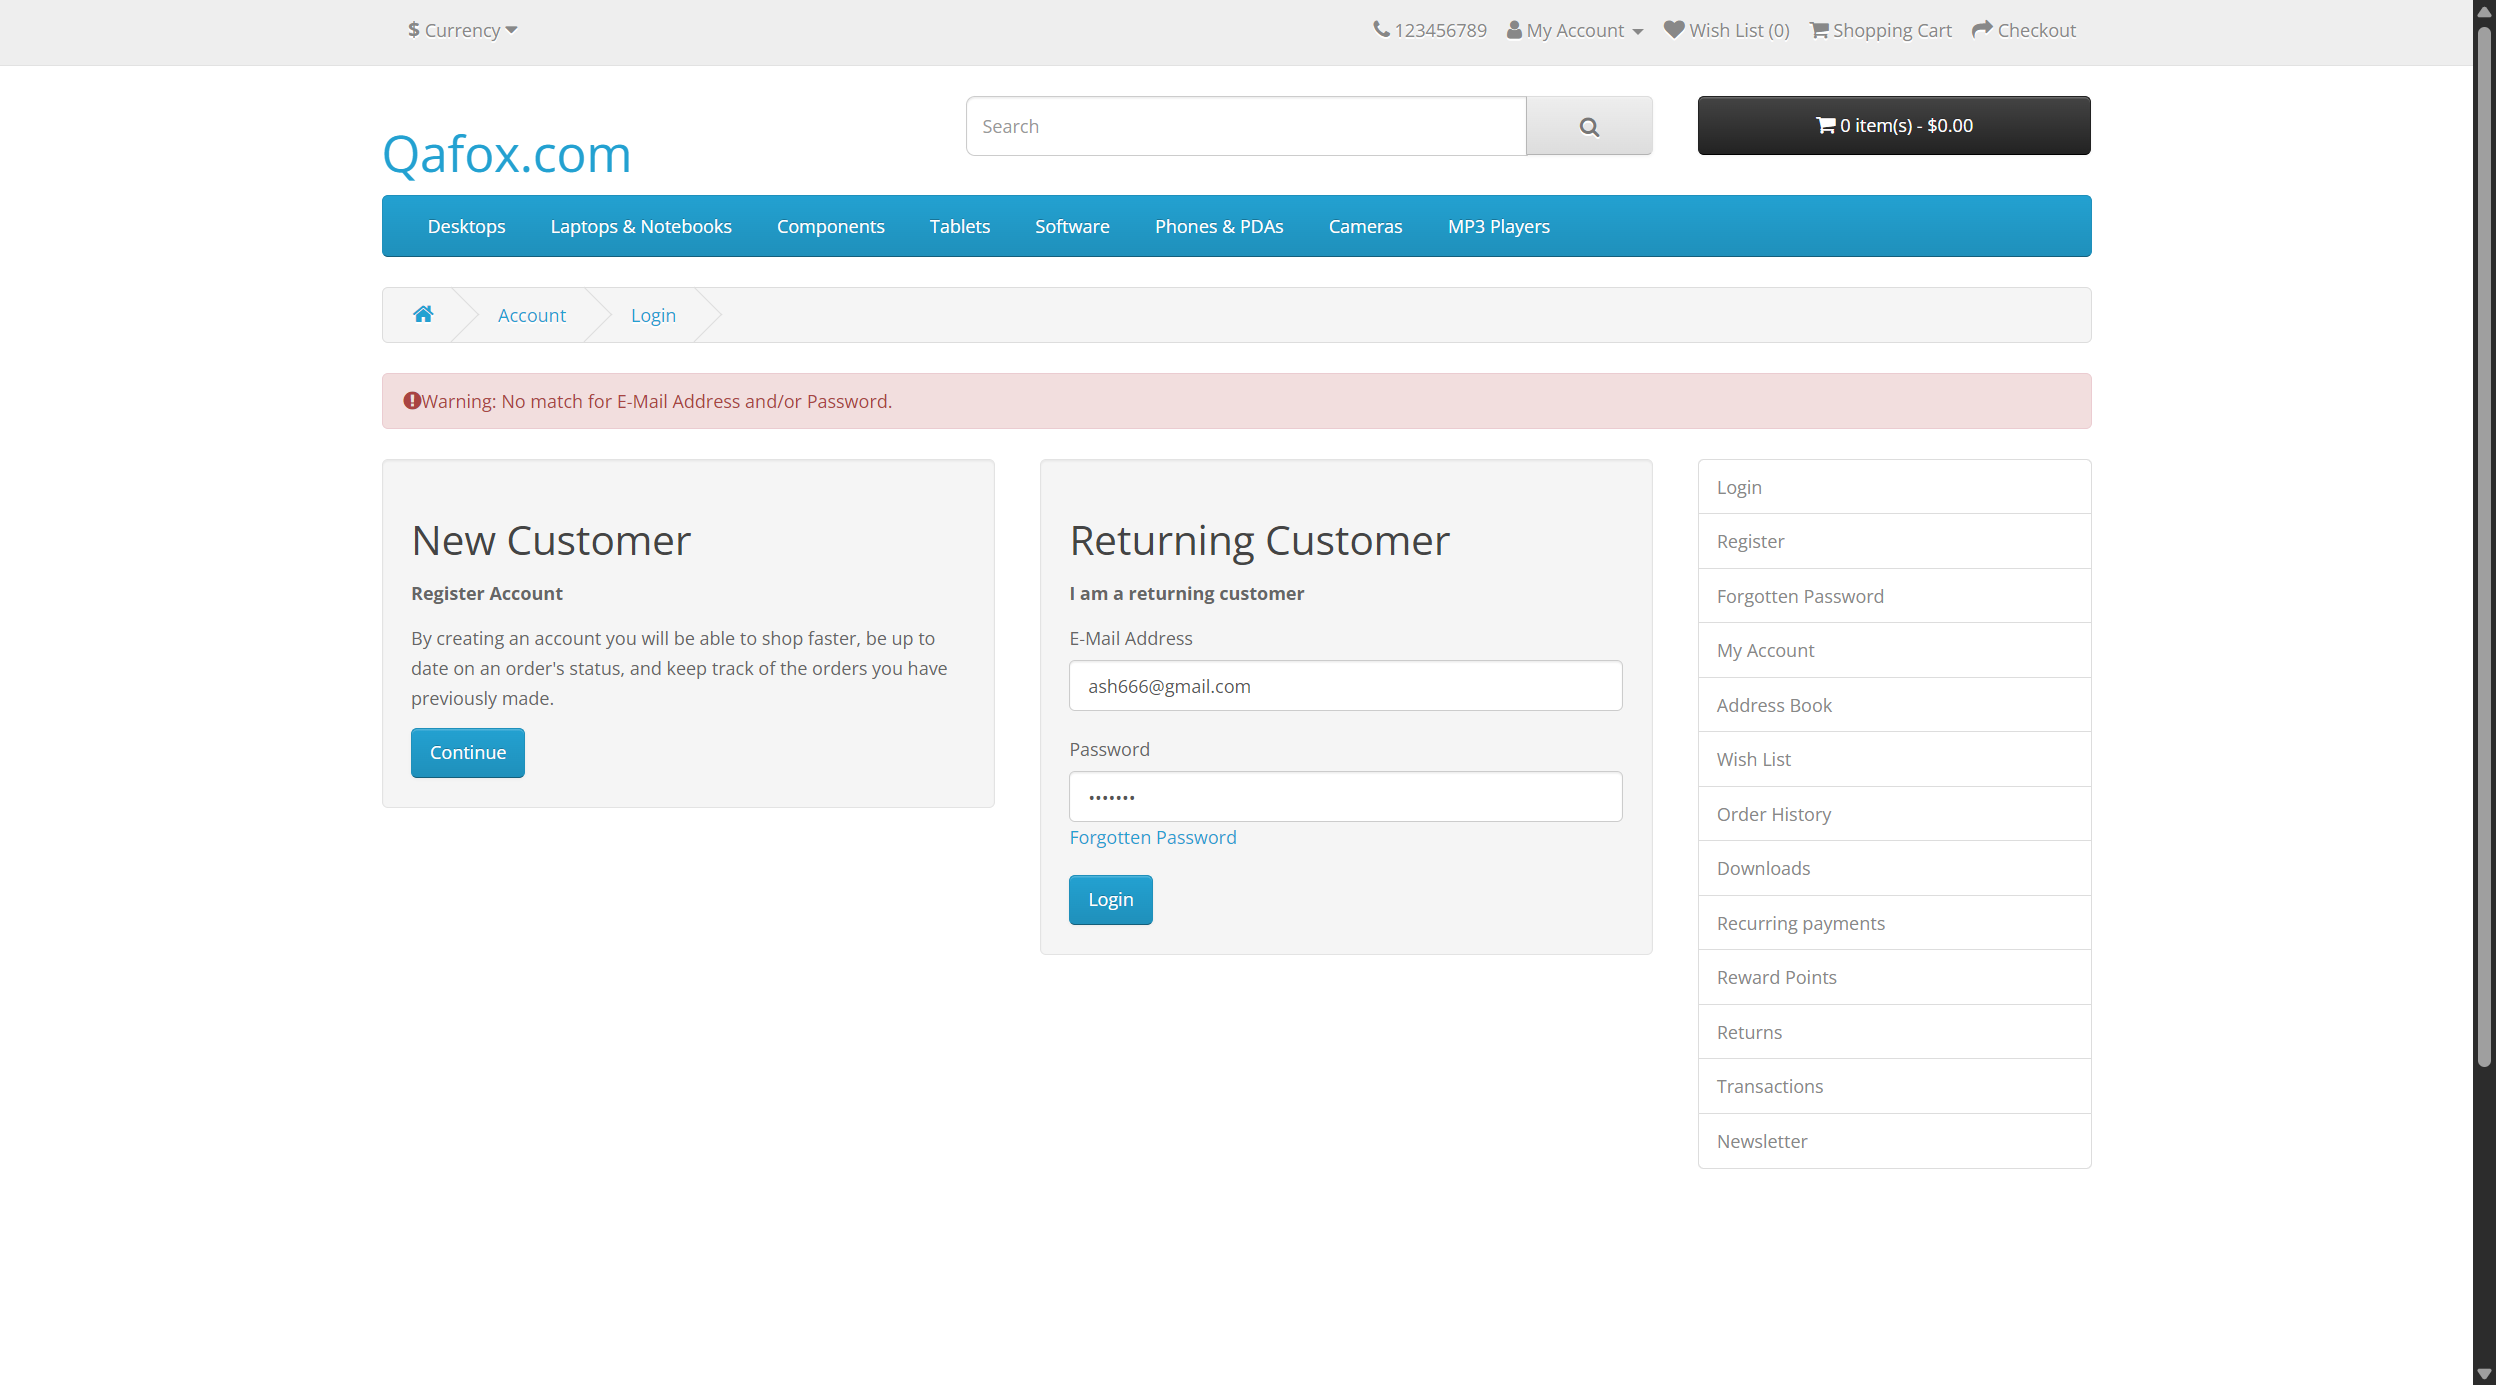 $ Currency
123456789 My Account Wish List (0) Shopping Cart Checkout
Qafox.com
Search
0 item(s) - $0.00
Desktops Laptops & Notebooks Components Tablets Software Phones & PDAs Cameras MP3 Players
Account Login
Warning: No match for E-Mail Address and/or Password.
New Customer
Register Account
By creating an account you will be able to shop faster, be up to
date on an order's status, and keep track of the orders you have
previously made.
Continue
Returning Customer
I am a returning customer
E-Mail Address
ash666@gmail.com
Password
•••••••
Forgotten Password
Login
Login
Register
Forgotten Password
My Account
Address Book
Wish List
Order History
Downloads
Recurring payments
Reward Points
Returns
Transactions
Newsletter